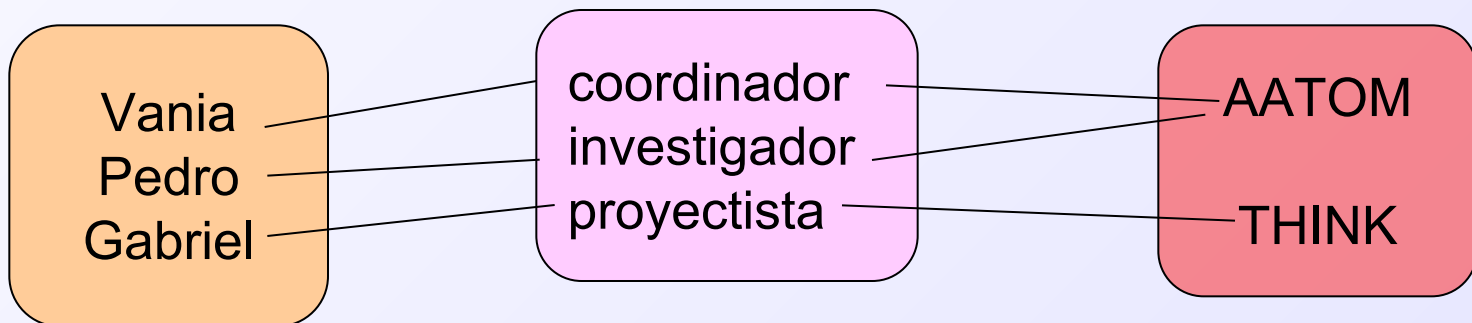 Vania
Pedro
Gabriel
coordinador
investigador
proyectista
AATOM
THINK